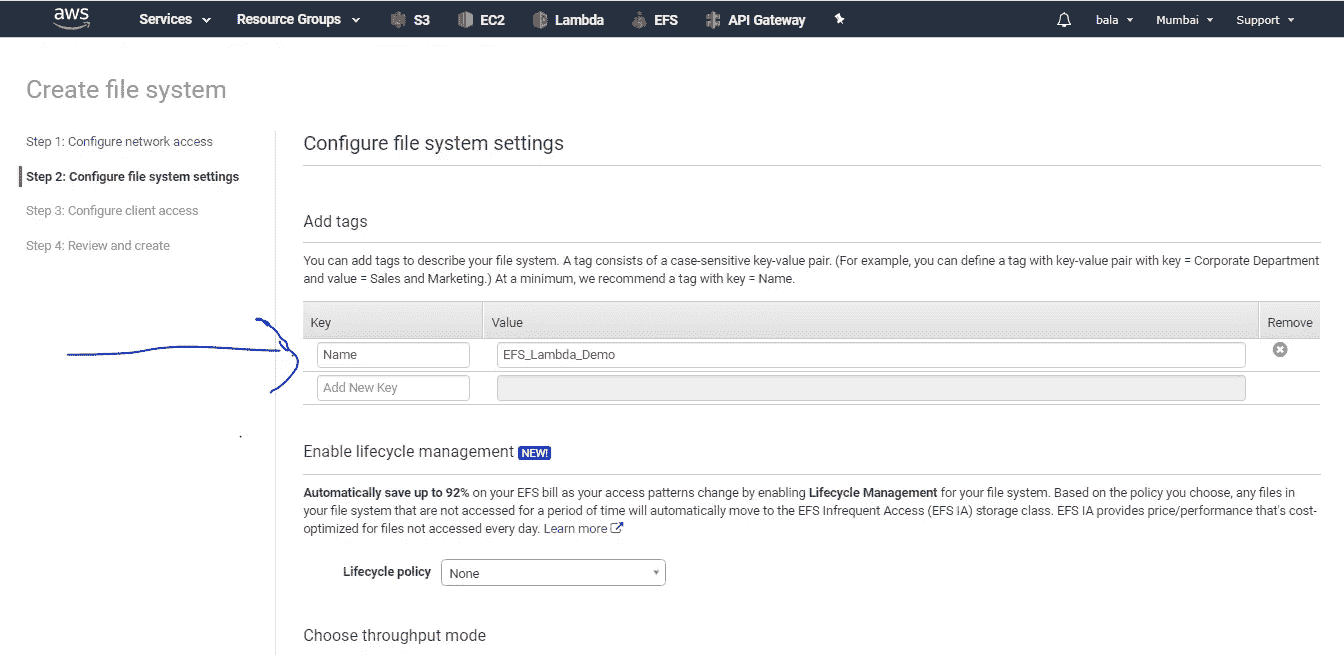 aws Services Resource Groups S3 EC2 Lambda EFS API Gateway bala Mumbai Support
Create file system
Step 1: Configure network access
Step 2: Configure file system settings
Step 3: Configure client access
Step 4: Review and create
Configure file system settings
Add tags
You can add tags to describe your file system. A tag consists of a case-sensitive key-value pair. (For example, you can define a tag with key-value pair with key = Corporate Department
and value = Sales and Marketing.) At a minimum, we recommend a tag with key = Name.
Key Value Remove
Name EFS_Lambda_Demo
Add New Key
Enable lifecycle management NEW!
Automatically save up to 92% on your EFS bill as your access patterns change by enabling Lifecycle Management for your file system. Based on the policy you choose, any files in
your file system that are not accessed for a period of time will automatically move to the EFS Infrequent Access (EFS IA) storage class. EFS IA provides price/performance that's cost-
optimized for files not accessed every day. Learn more
Lifecycle policy None
Choose throughput mode